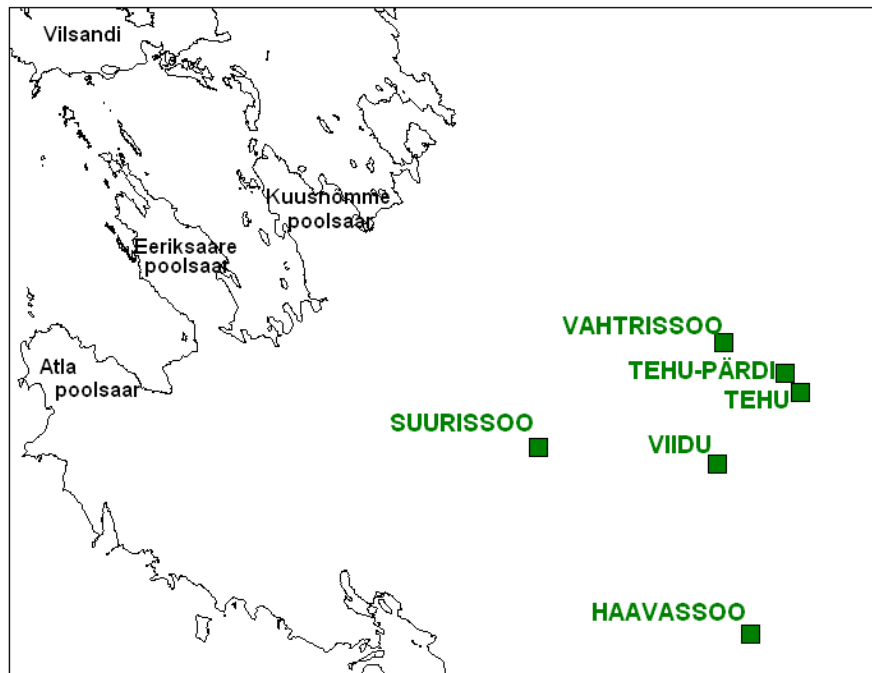 Vilsandi
Kuusnõmme
poolsaar
Eeriksaare
poolsaar
VAHTRISSOO
Atla
poolsaar
TEHU-PÄRDI
TEHU
SUURISSOO
VIIDU
HAAVASSOO